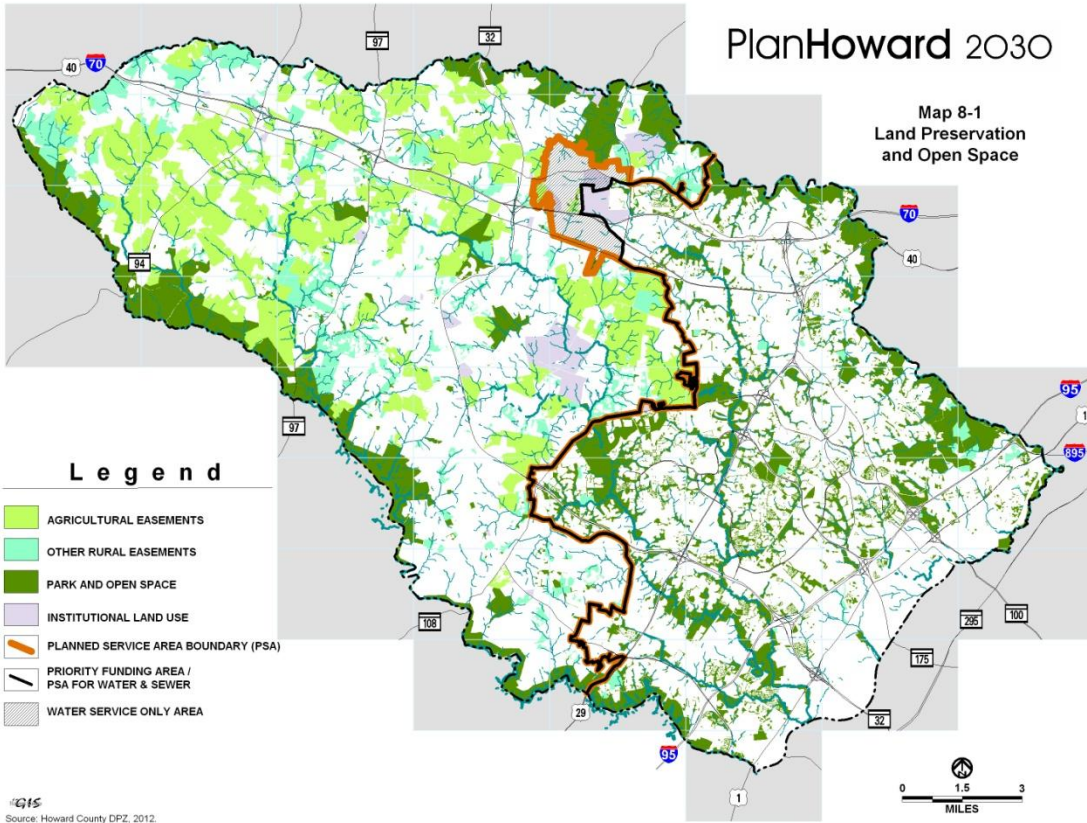 PlanHoward 2030
Map 8-1
Land Preservation
and Open Space
97
32
40
70
70
40
94
97
95
1
895
108
29
95
1
32
175
295
100
Legend
AGRICULTURAL EASEMENTS
OTHER RURAL EASEMENTS
PARK AND OPEN SPACE
INSTITUTIONAL LAND USE
PLANNED SERVICE AREA BOUNDARY (PSA)
PRIORITY FUNDING AREA /
PSA FOR WATER & SEWER
WATER SERVICE ONLY AREA
N
0 1.5 3
MILES
GIS
Source: Howard County DPZ, 2012.